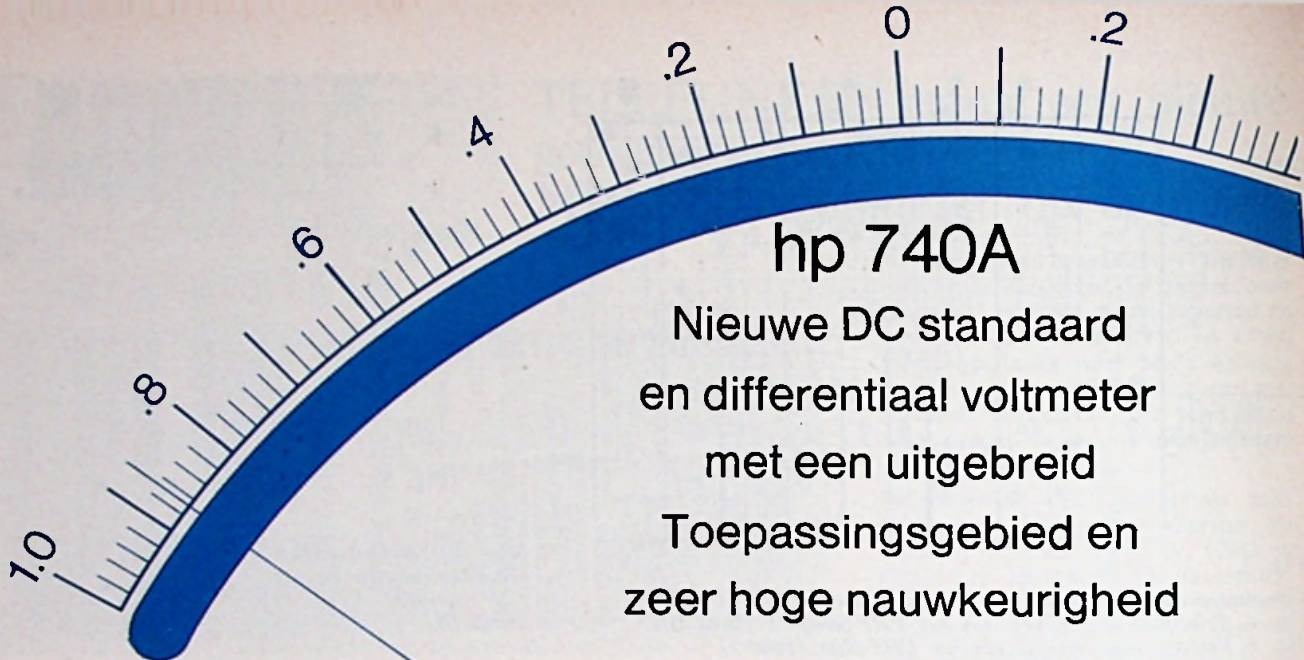 1.0
.8
.6
.4
.2
0
.2
hp 740A
Nieuwe DC standaard
en differentiaal voltmeter
met een uitgebreid
Toepassingsgebied en
zeer hoge nauwkeurigheid